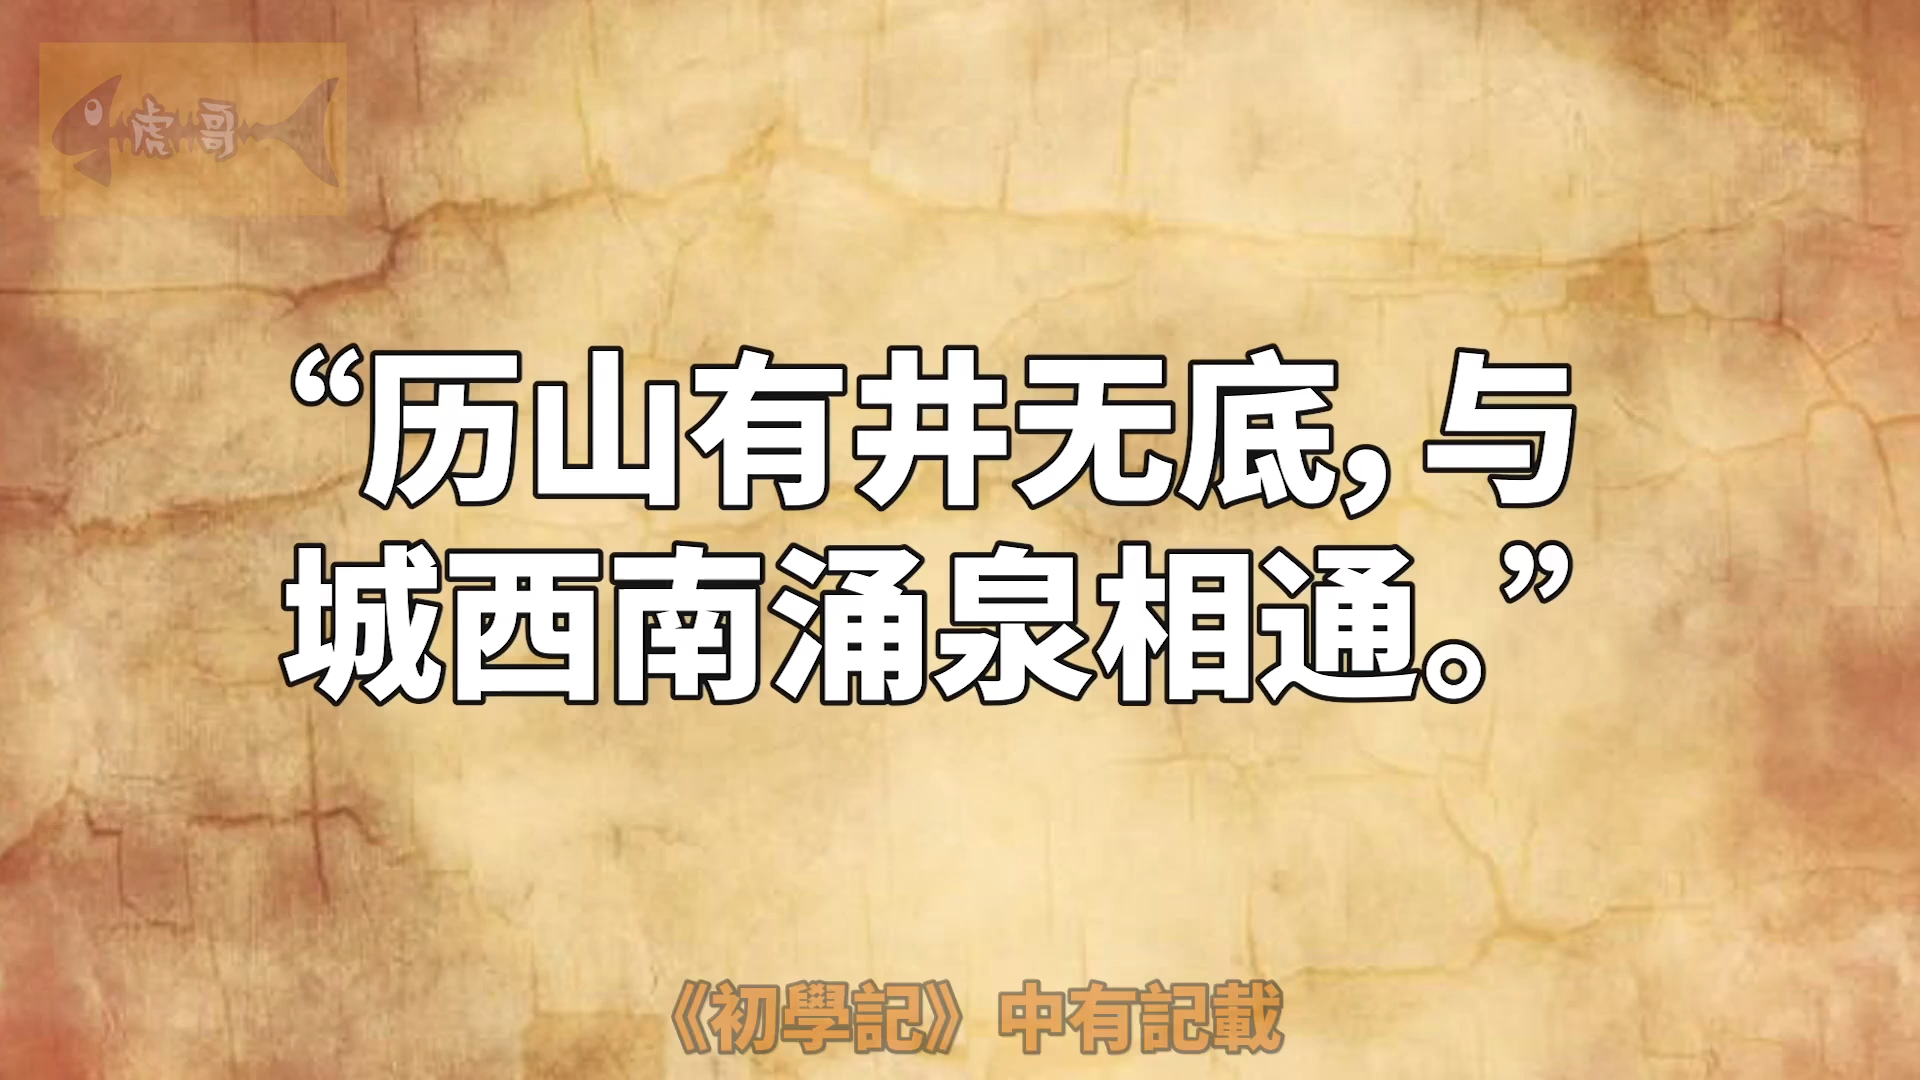 虎哥
“历山有井无底，与
城西南涌泉相通。”
《初學記》中有記載